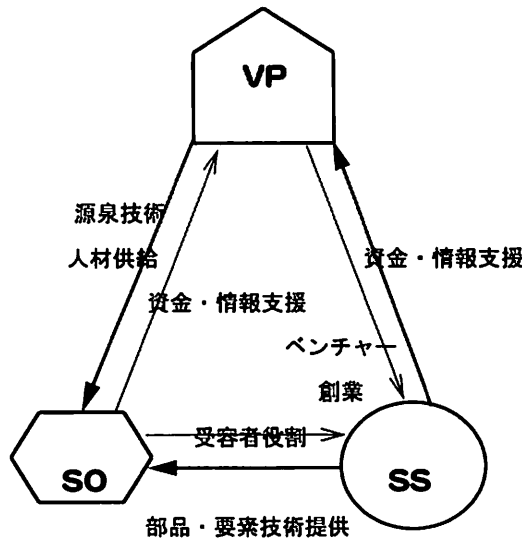 VP
源泉技術
人材供給
資金・情報支援
資金・情報支援
ベンチャー
創業
受容者役割
SO
SS
部品・要素技術提供